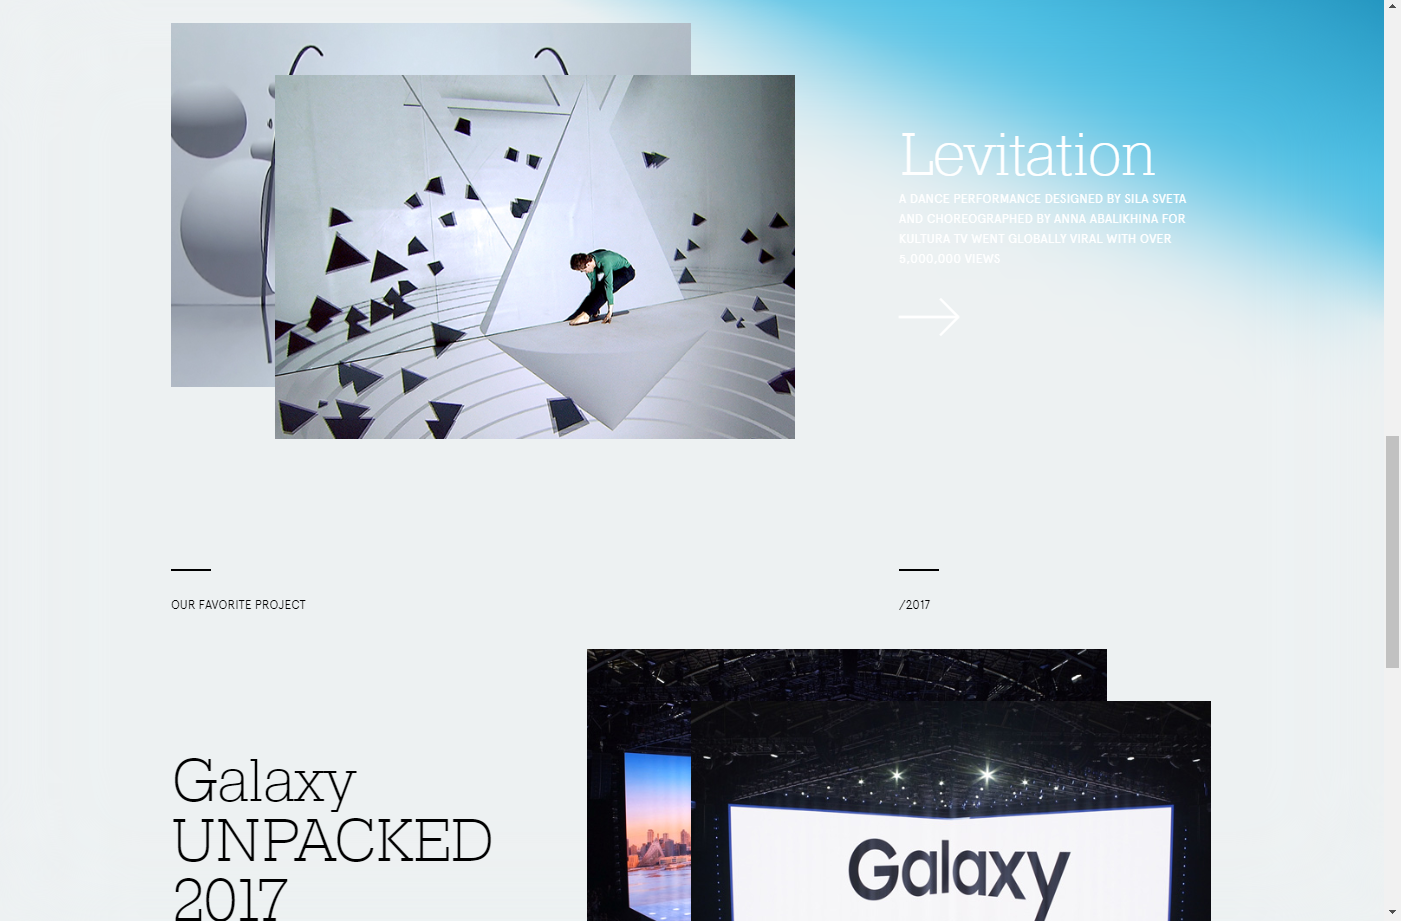 Levitation
A DANCE PERFORMANCE DESIGNED BY SILA SVETA
AND CHOREOGRAPHED BY ANNA ABALIKHINA FOR
KULTURA TV WENT GLOBALLY VIRAL WITH OVER
5,000,000 VIEWS
OUR FAVORITE PROJECT
/2017
Galaxy
UNPACKED
2017
Galaxy